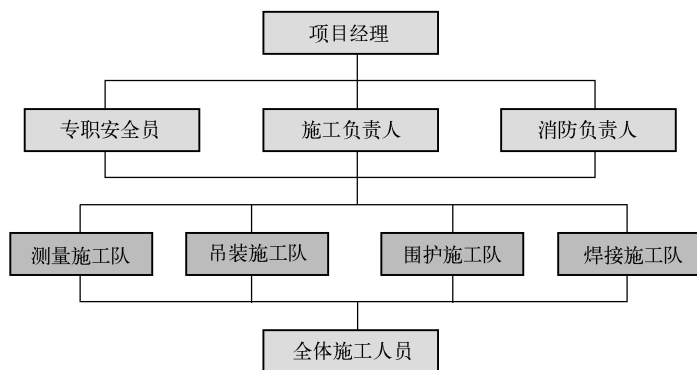 项目经理
专职安全员
施工负责人
消防负责人
测量施工队
吊装施工队
围护施工队
焊接施工队
全体施工人员